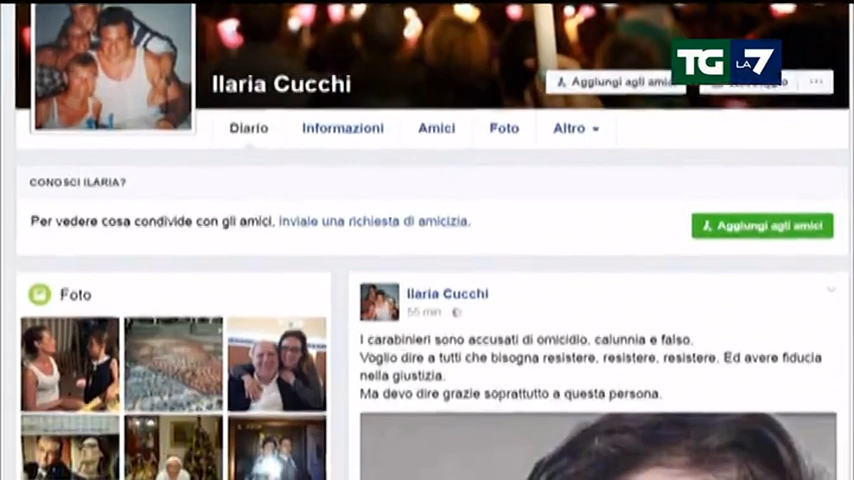 TG LA 7
Ilaria Cucchi
Aggiungi agli amici
Diario Informazioni Amici Foto Altro
CONOSCI ILARIA?
Per vedere cosa condivide con gli amici, inviale una richiesta di amicizia.
Aggiungi agli amici
Foto
Ilaria Cucchi
55 min
I carabinieri sono accusati di omicidio, calunnia e falso.
Voglio dire a tutti che bisogna resistere, resistere, resistere. Ed avere fiducia
nella giustizia.
Ma devo dire grazie soprattutto a questa persona.